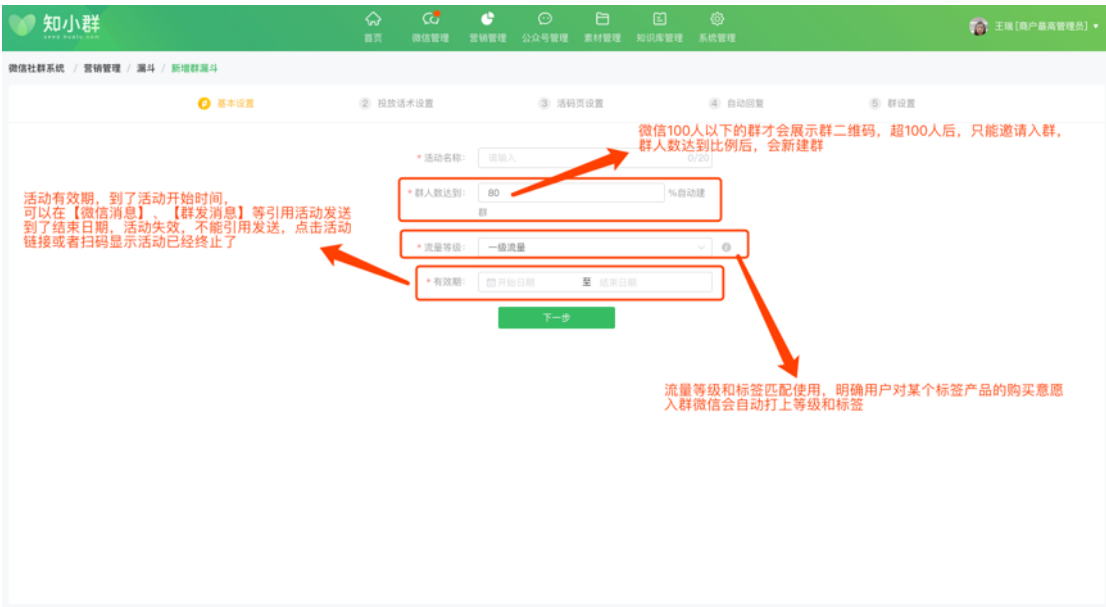 知小群
首页 微信管理 营销管理 公众号管理 素材管理 知识库管理 系统管理
王瑞 [商户最高管理员]
微信社群系统 / 营销管理 / 漏斗 / 新增群漏斗
基本设置 2 投放话术设置 3 活码页设置 4 自动回复 5 群设置
微信100人以下的群才会展示群二维码，超100人后，只能邀请入群，
群人数达到比例后，会新建群
* 活动名称: 请输入 0/20
* 群人数达到: 80 %自动建
群
活动有效期，到了活动开始时间，
可以在【微信消息】、【群发消息】等引用活动发送
到了结束日期，活动失效，不能引用发送，点击活动
链接或者扫码显示活动已经终止了
* 流量等级: 一级流量
* 有效期: 开始日期 至 结束日期
下一步
流量等级和标签匹配使用，明确用户对某个标签产品的购买意愿
入群微信会自动打上等级和标签